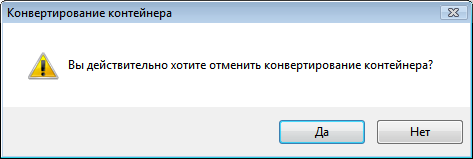 Конвертирование контейнера
Вы действительно хотите отменить конвертирование контейнера?
Да Нет